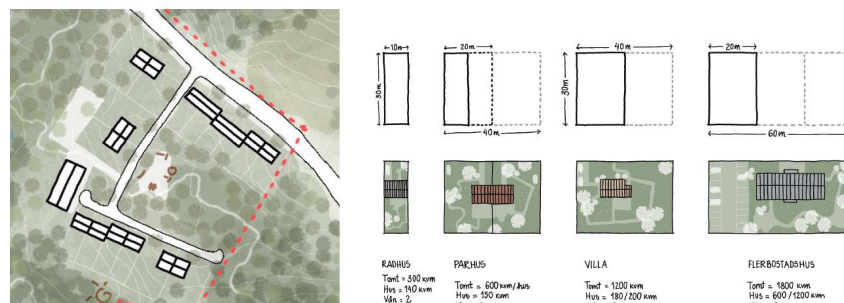 10m
20m
40m
20m
30m
30m
40m
60m
RADHUS
Tomt = 300 kvm
Hus = 140 kvm
Vån = 2
PARHUS
Tomt = 600 kvm/hus
Hus = 150 kvm
VILLA
Tomt = 1200 kvm
Hus = 180/200 kvm
FLERBOSTADSHUS
Tomt = 1800 kvm
Hus = 600/1200 kvm